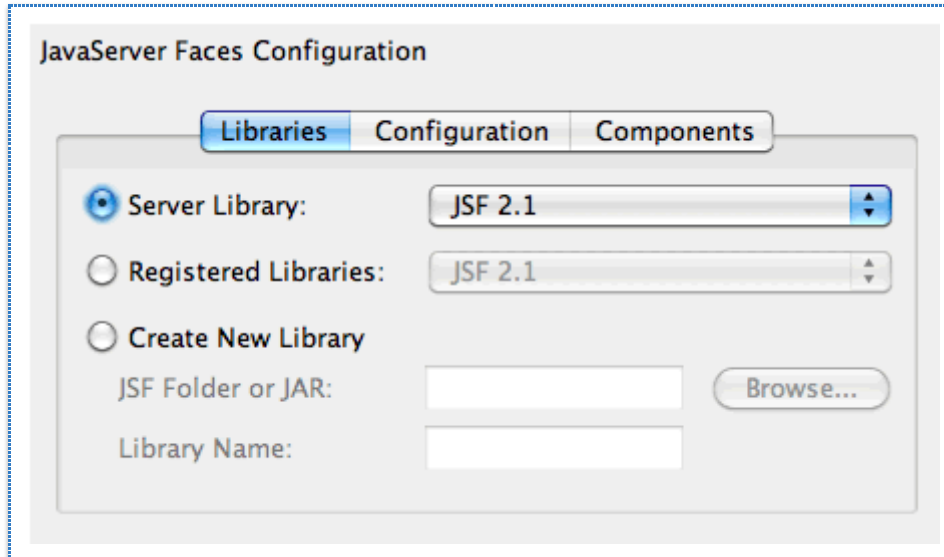 JavaServer Faces Configuration
Libraries Configuration Components
Server Library: JSF 2.1
Registered Libraries: JSF 2.1
Create New Library
JSF Folder or JAR: Browse...
Library Name: